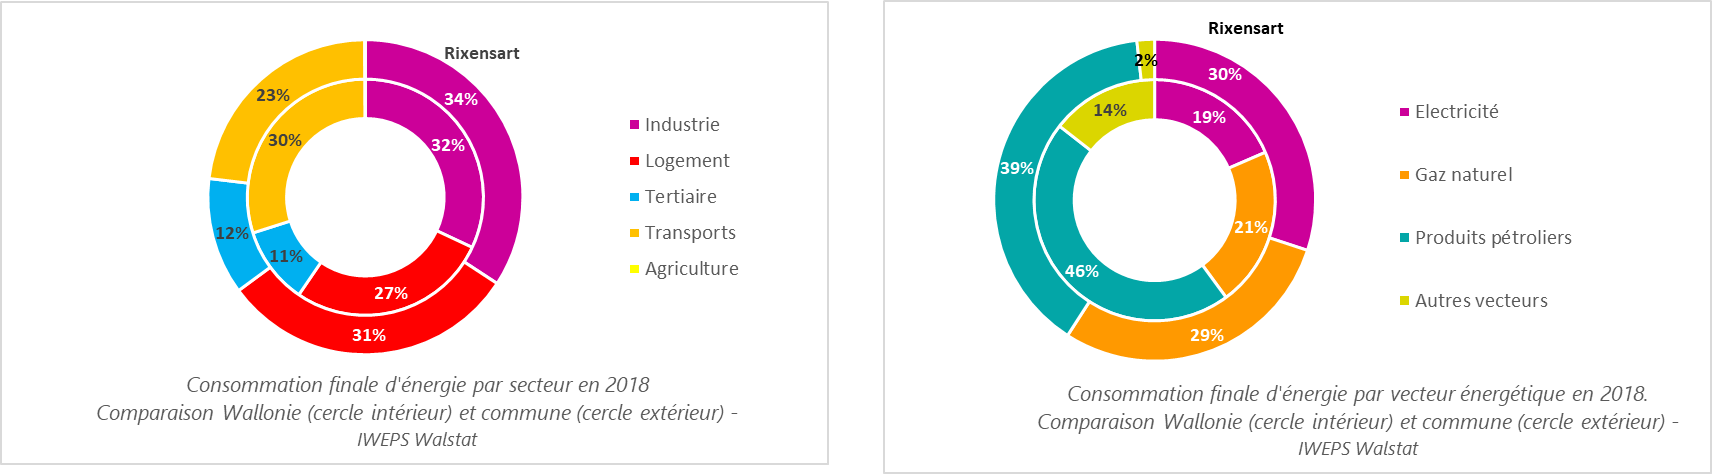 Rixensart
34%
32%
31%
27%
12%
11%
23%
30%
Industrie
Logement
Tertiaire
Transports
Agriculture
Consommation finale d'énergie par secteur en 2018
Comparaison Wallonie (cercle intérieur) et commune (cercle extérieur) -
IWEPS Walstat
Rixensart
30%
19%
29%
21%
39%
46%
2%
14%
Electricité
Gaz naturel
Produits pétroliers
Autres vecteurs
Consommation finale d'énergie par vecteur énergétique en 2018.
Comparaison Wallonie (cercle intérieur) et commune (cercle extérieur) -
IWEPS Walstat